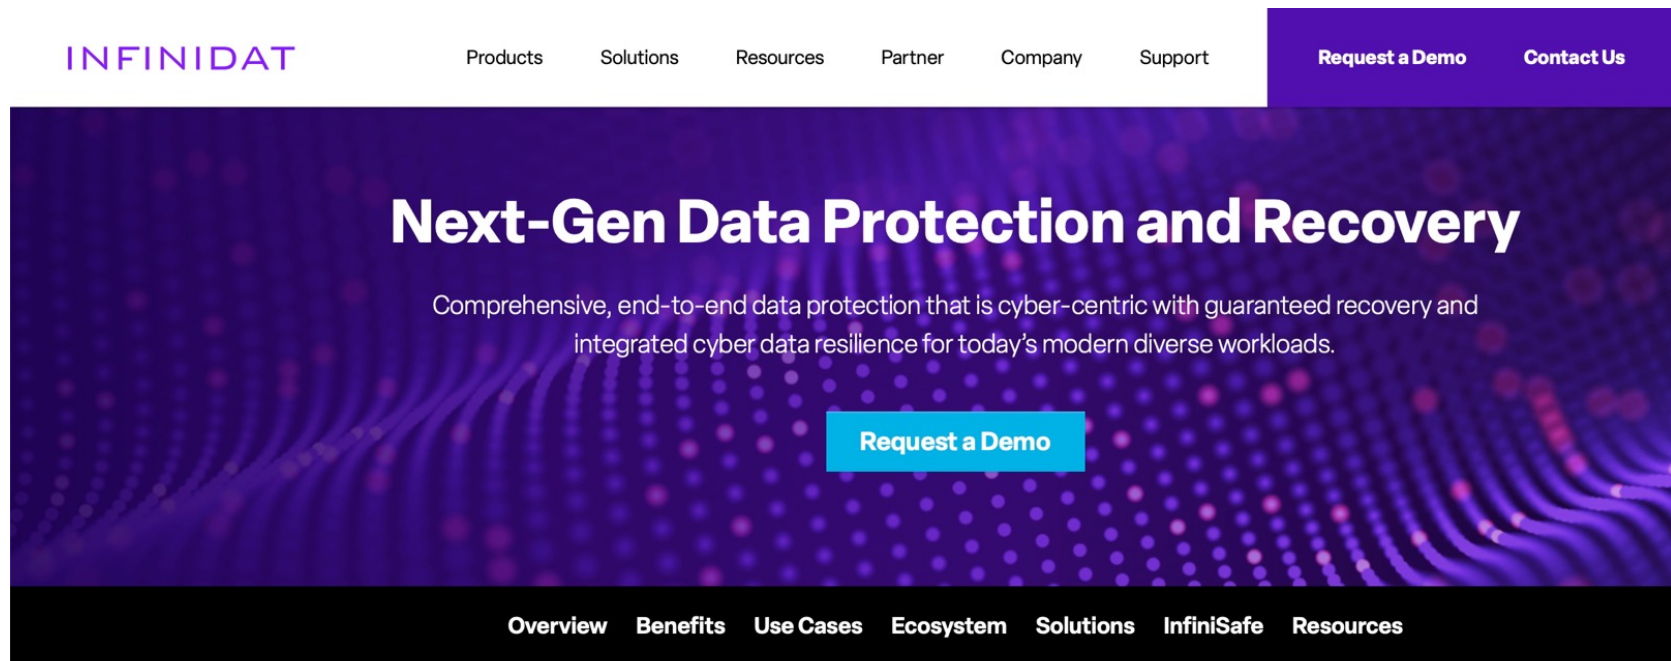 INFINIDAT Products Solutions Resources Partner Company Support Request a Demo Contact Us
Next-Gen Data Protection and Recovery
Comprehensive, end-to-end data protection that is cyber-centric with guaranteed recovery and
integrated cyber data resilience for today’s modern diverse workloads.
Request a Demo
Overview Benefits Use Cases Ecosystem Solutions InfiniSafe Resources